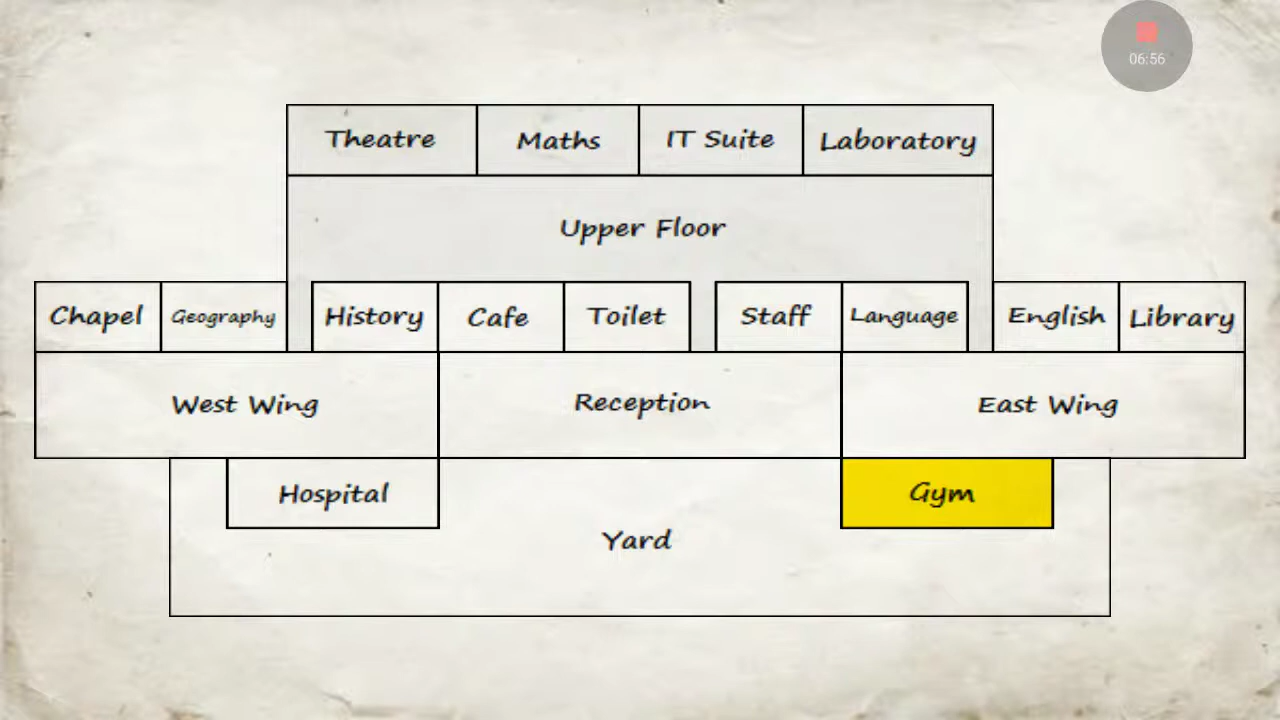 06:56
Theatre Maths IT Suite Laboratory
Upper Floor
Chapel Geography History Cafe Toilet Staff Language English Library
West Wing Reception East Wing
Hospital Gym
Yard